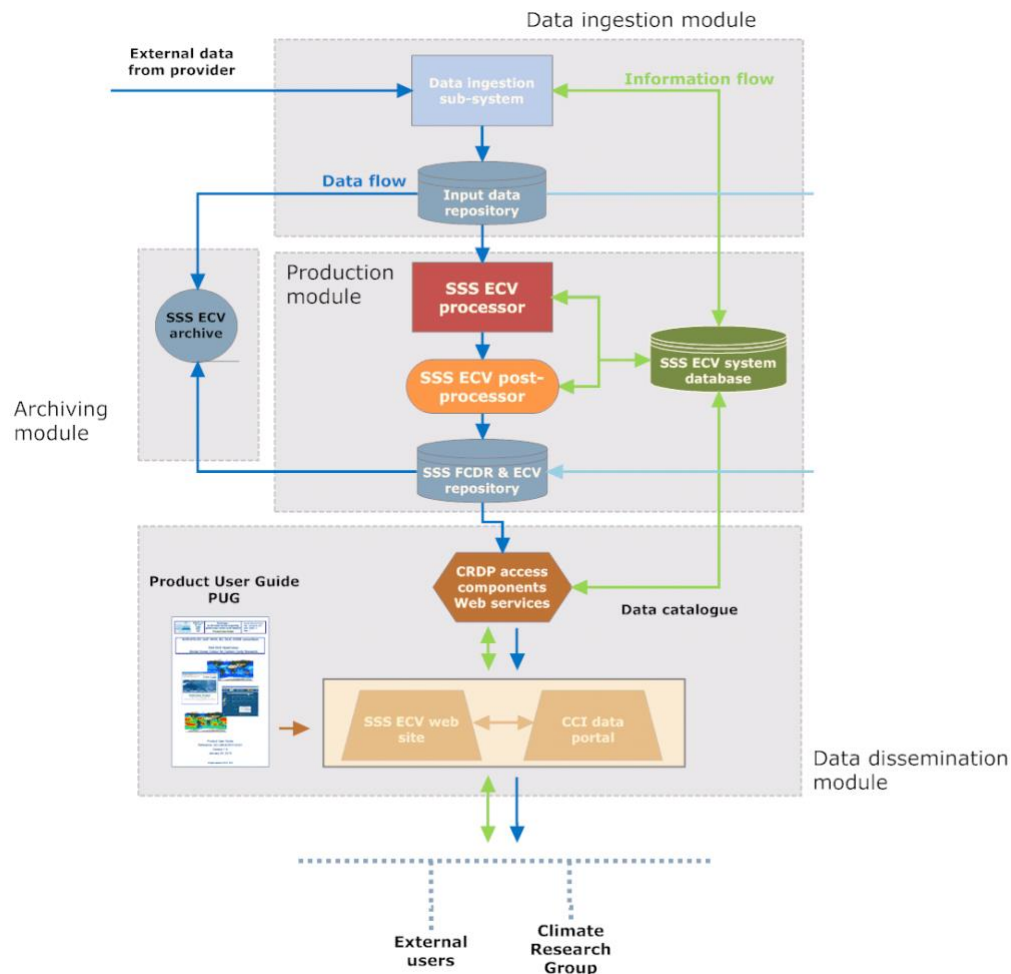 Data ingestion module
External data
from provider
Data ingestion
sub-system
Information flow
Data flow
Input data
repository
Production
module
SSS ECV
processor
SSS ECV
archive
SSS ECV system
database
SSS ECV post-
processor
Archiving
module
SSS FCDR & ECV
repository
Product User Guide
PUG
CRDP access
components
Web services
Data catalogue
SSS ECV web
site
CCI data
portal
Data dissemination
module
External
users
Climate
Research
Group